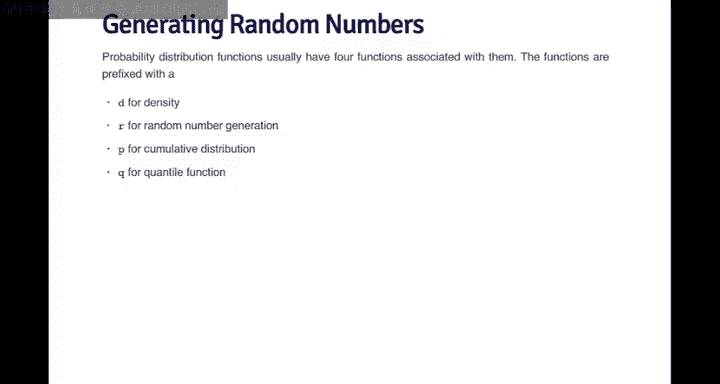 Generating Random Numbers
Probability distribution functions usually have four functions associated with them. The functions are
prefixed with a
· d for density
· r for random number generation
· p for cumulative distribution
· q for quantile function